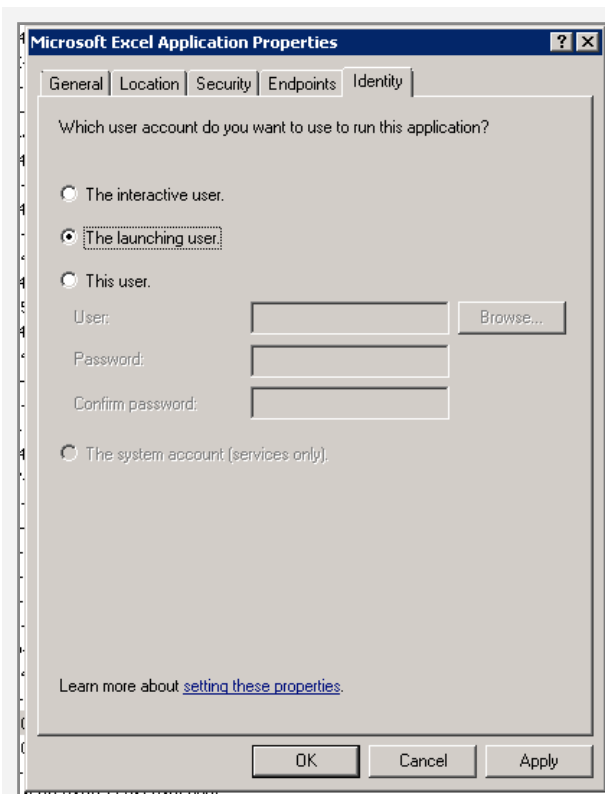 Microsoft Excel Application Properties
General Location Security Endpoints Identity
Which user account do you want to use to run this application?
The interactive user.
The launching user.
This user.
User:
Browse...
Password:
Confirm password:
The system account (services only).
Learn more about setting these properties.
OK Cancel Apply